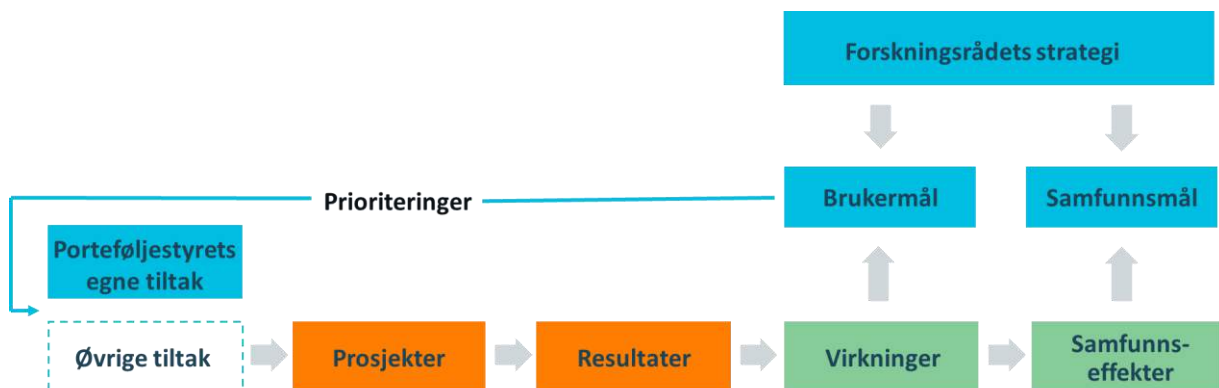 Forskningsrådets strategi
Prioriteringer
Brukermål
Samfunnsmål
Porteføljestyrets
egne tiltak
Øvrige tiltak
Prosjekter
Resultater
Virkninger
Samfunns-
effekter